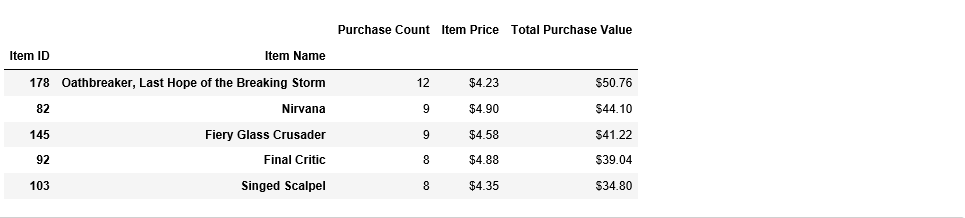 Purchase Count Item Price Total Purchase Value
Item ID Item Name
178 Oathbreaker, Last Hope of the Breaking Storm 12 $4.23 $50.76
82 Nirvana 9 $4.90 $44.10
145 Fiery Glass Crusader 9 $4.58 $41.22
92 Final Critic 8 $4.88 $39.04
103 Singed Scalpel 8 $4.35 $34.80